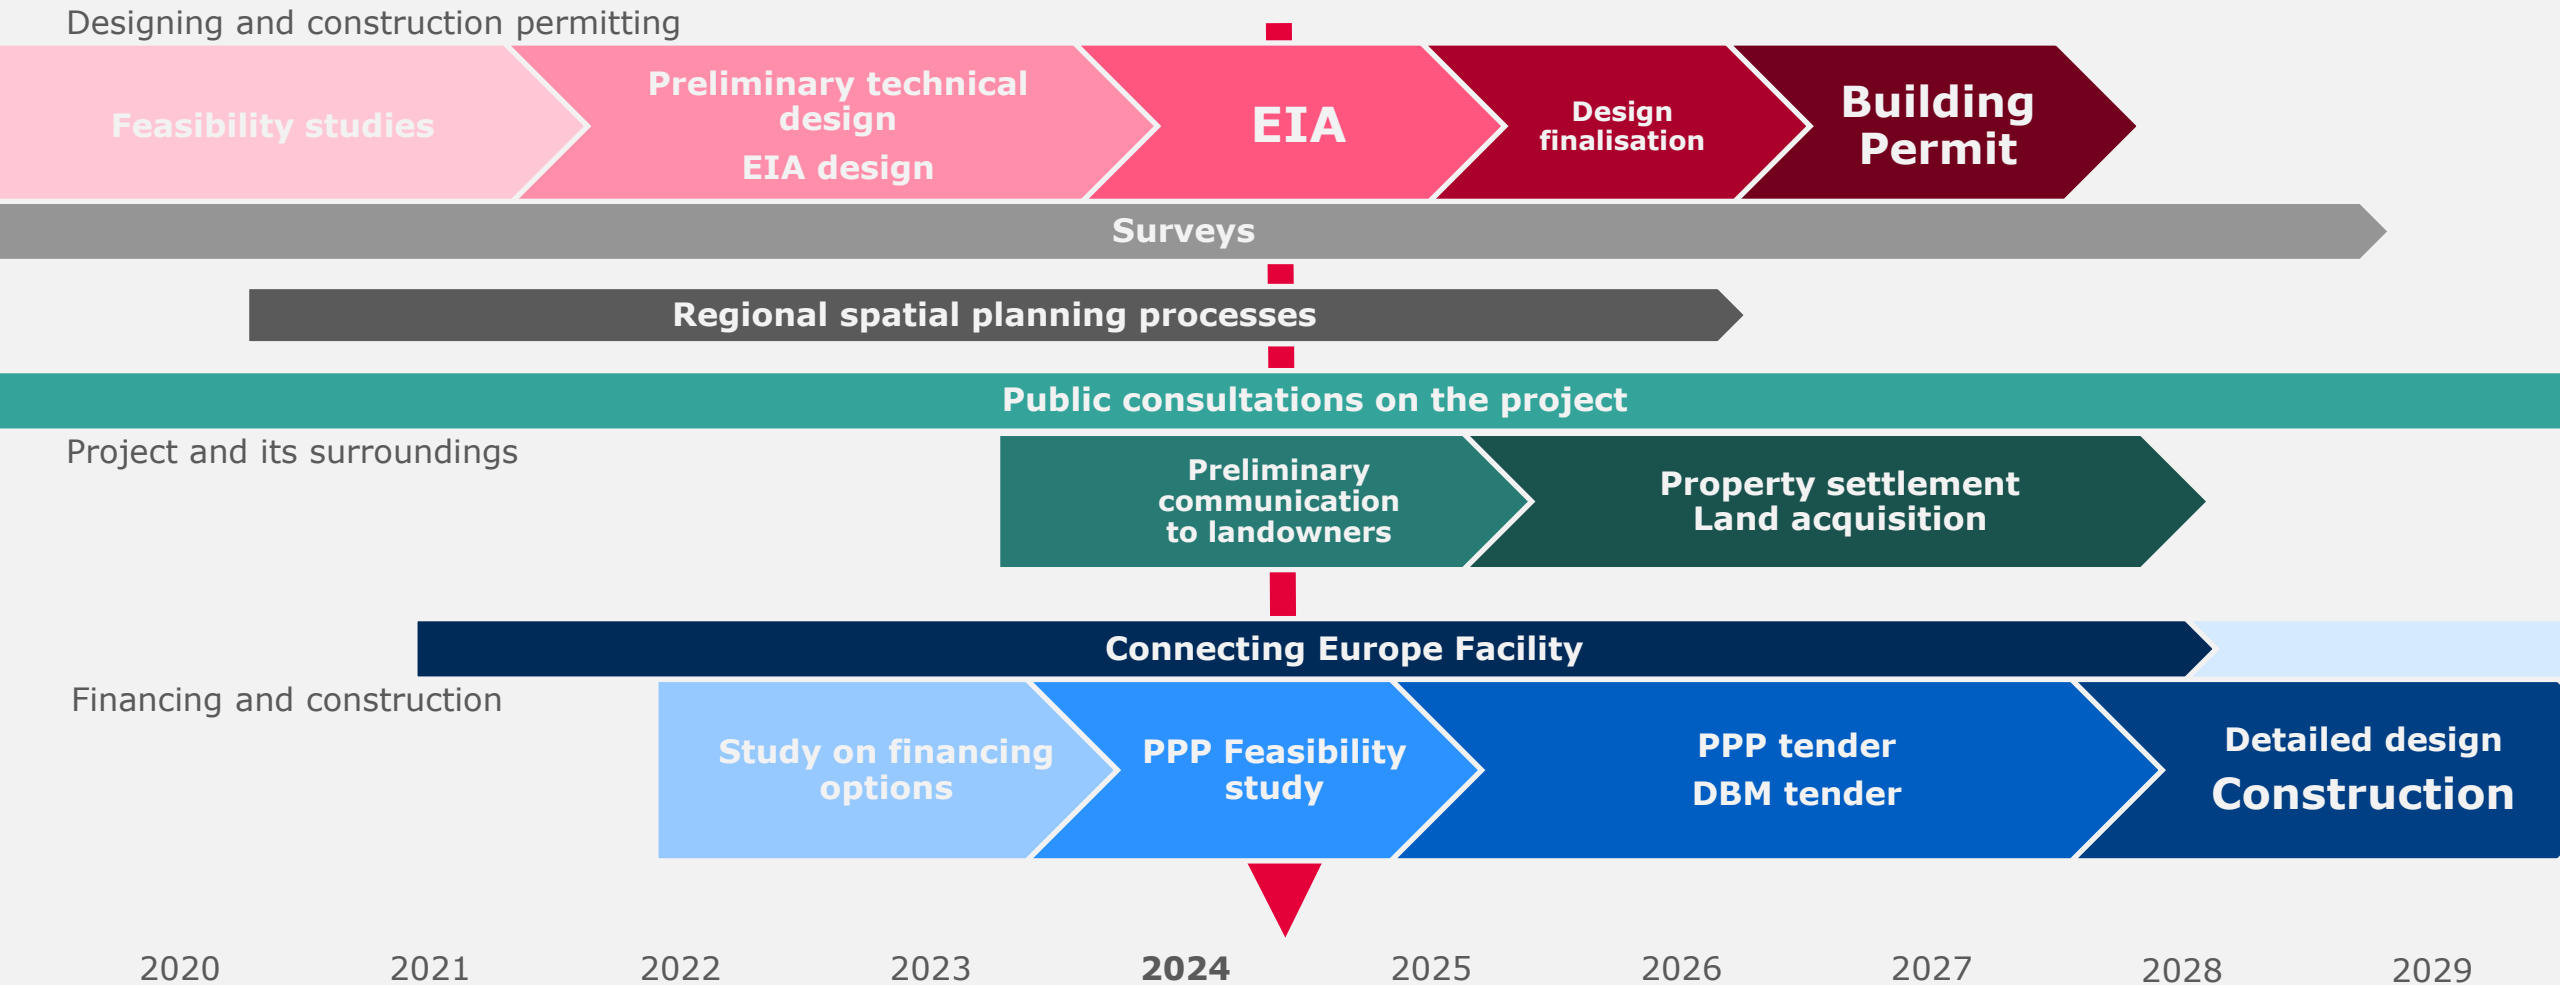 Designing and construction permitting
Feasibility studies
Preliminary technical
design
EIA design
EIA
Design
finalisation
Building
Permit
Surveys
Regional spatial planning processes
Public consultations on the project
Project and its surroundings
Preliminary
communication
to landowners
Property settlement
Land acquisition
Connecting Europe Facility
Financing and construction
Study on financing
options
PPP Feasibility
study
PPP tender
DBM tender
Detailed design
Construction
2020 2021 2022 2023 2024 2025 2026 2027 2028 2029